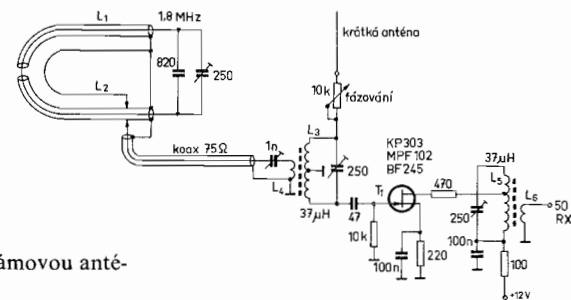 L1
1,8 MHz
820
250
L2
koax 75Ω
1n
L4
krátká anténa
10k
fázování
L3
250
37μH
47
10k
KP303
MPF102
BF245
T1
470
100n
220
37μH
L5
L6
250
50
RX
100n
100
+12V
ámovou anté-